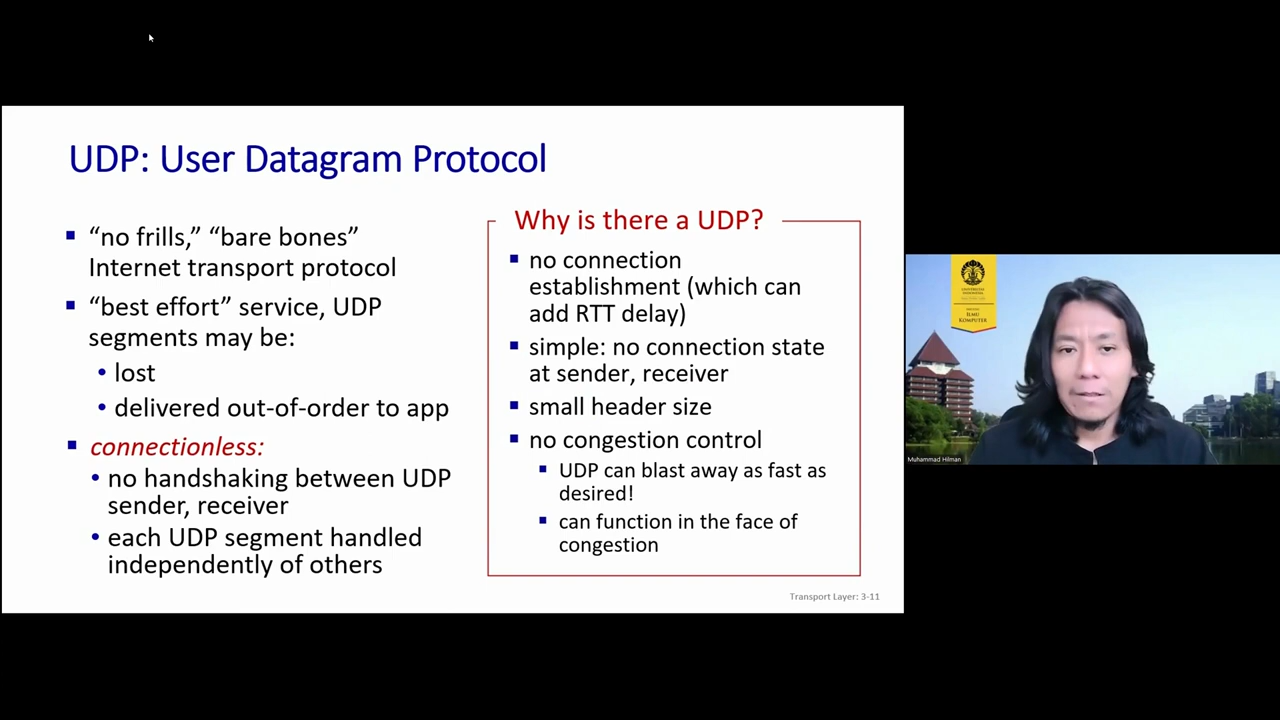 UDP: User Datagram Protocol
“no frills,” “bare bones”
Internet transport protocol
“best effort” service, UDP
segments may be:
lost
delivered out-of-order to app
connectionless:
no handshaking between UDP
sender, receiver
each UDP segment handled
independently of others
Why is there a UDP?
no connection
establishment (which can
add RTT delay)
simple: no connection state
at sender, receiver
small header size
no congestion control
UDP can blast away as fast as
desired!
can function in the face of
congestion
Transport Layer: 3-11
UNIVERSITAS
INDONESIA
ILMU
KOMPUTER
Muhammad Hilman